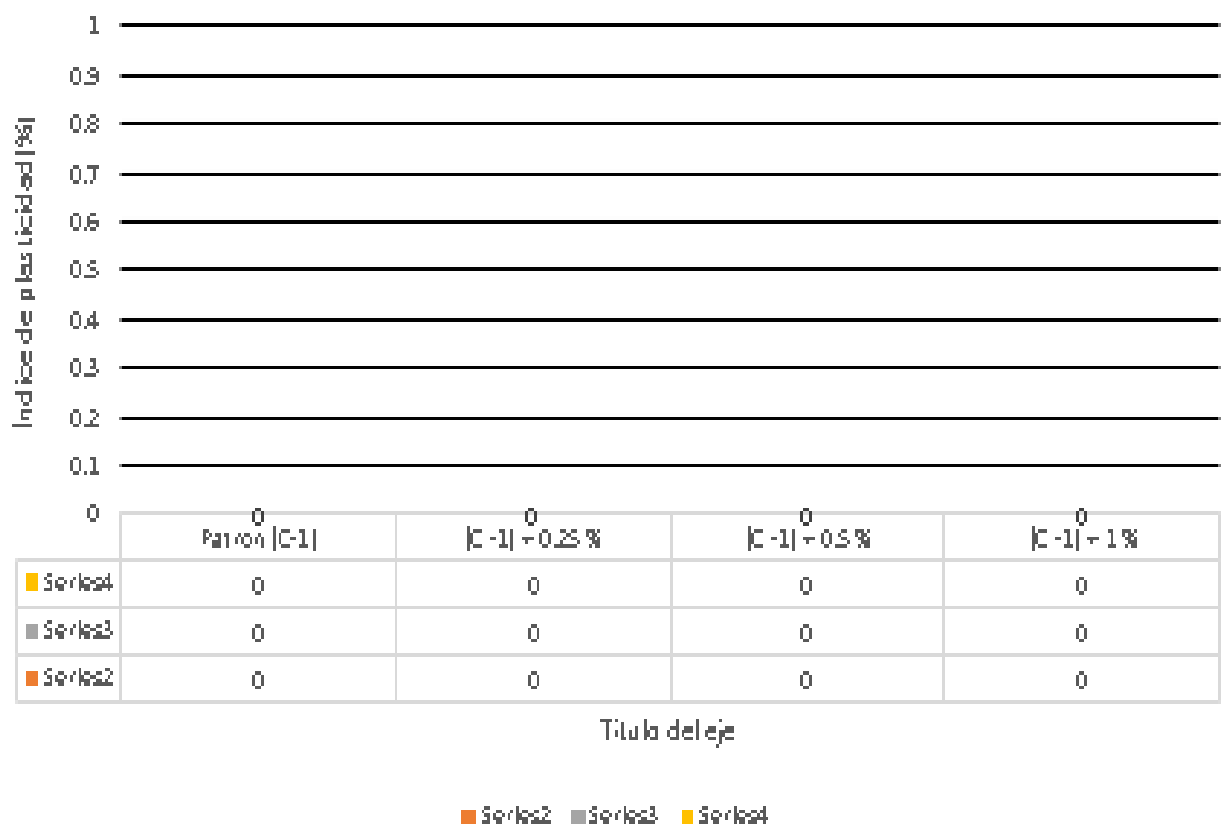 1
0.9
0.8
0.7
0.6
0.5
0.4
0.3
0.2
0.1
0
Indice de plasticidad (%)
0 0 0 0
Patron (C-1) (C-1) + 0.25 % (C-1) + 0.5 % (C-1) + 1 %
Series4 0 0 0 0
Series3 0 0 0 0
Series2 0 0 0 0
Título del eje
Series2 Series3 Series4